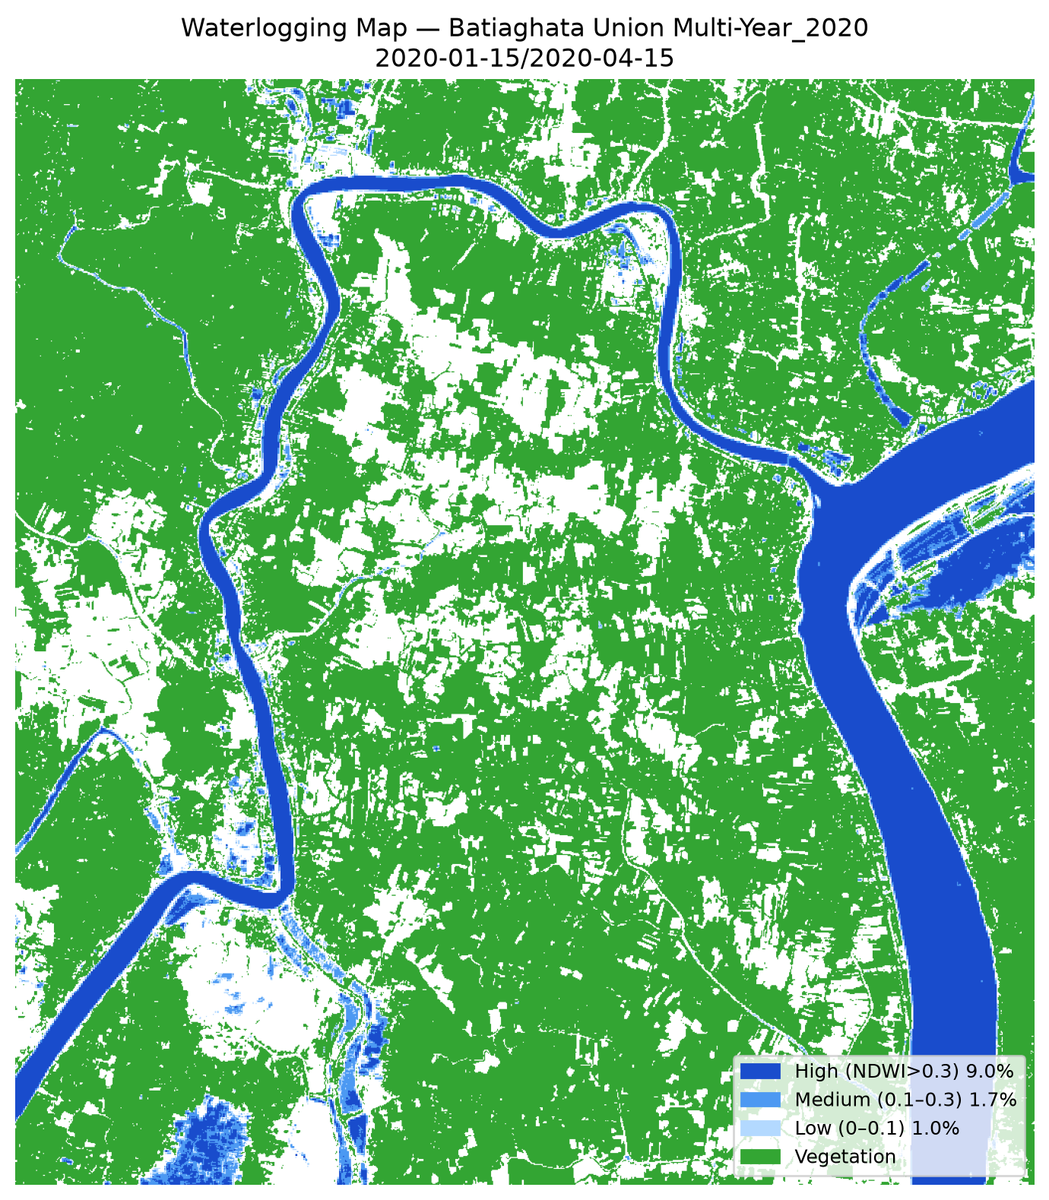 Waterlogging Map — Batiaghata Union Multi-Year_2020
2020-01-15/2020-04-15
High (NDWI>0.3) 9.0%
Medium (0.1–0.3) 1.7%
Low (0–0.1) 1.0%
Vegetation